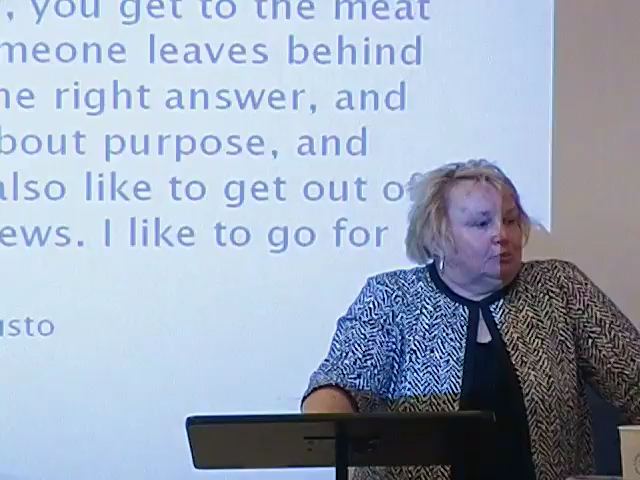 , you get to the meat
meone leaves behind
he right answer, and
bout purpose, and
also like to get out o
ews. I like to go for
usto